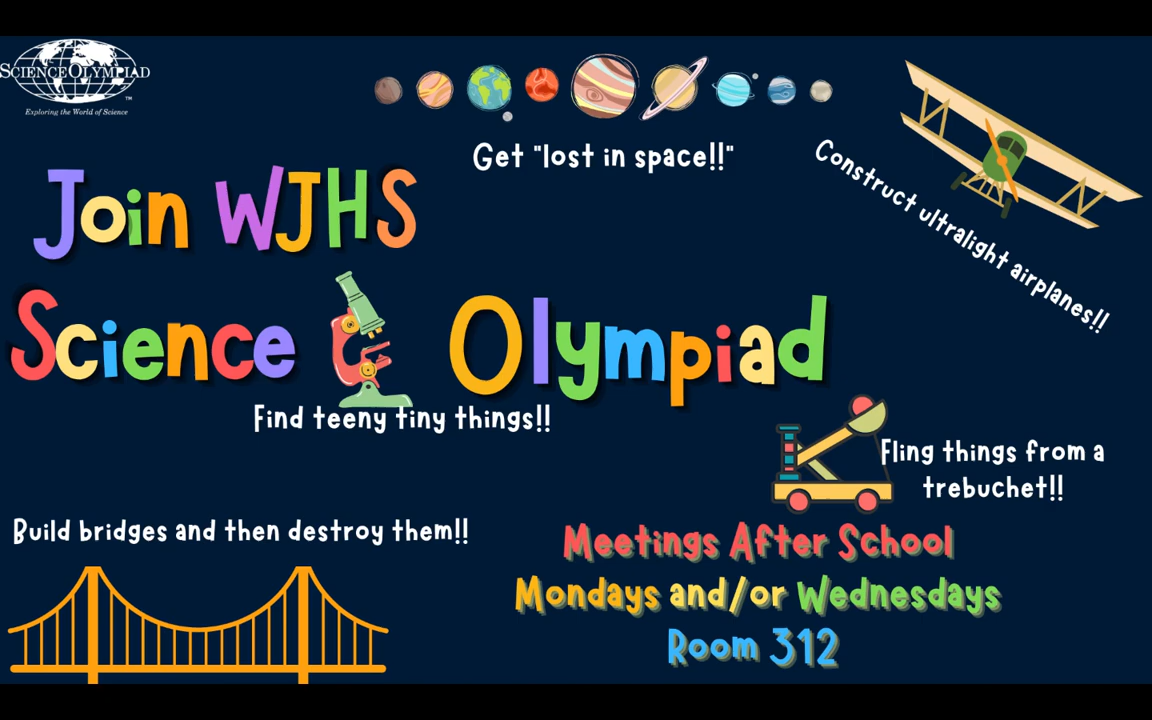 SCIENCE OLYMPIAD
TM
Exploring the World of Science
Get "lost in space!!"
Construct ultralight airplanes!!
Join WJHS
Science Olympiad
Find teeny tiny things!!
Fling things from a
trebuchet!!
Build bridges and then destroy them!!
Meetings After School
Mondays and/or Wednesdays
Room 312